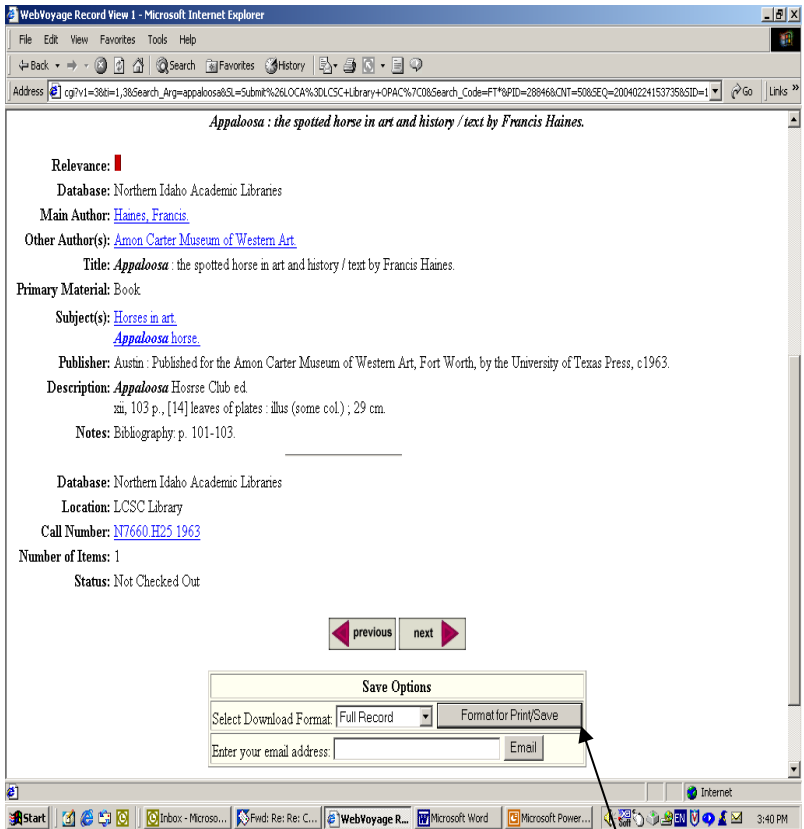 WebVoyage Record View 1 - Microsoft Internet Explorer
File Edit View Favorites Tools Help
Back Search Favorites History
Address cgi?v1=3&ti=1,3&Search_Arg=appaloosa&SL=Submit%26LOCA%3DLCSC+Library+OPAC%7C0&Search_Code=FT*&PID=28846&CNT=50&SEQ=20040224153735&SID=1 Go Links »
Appaloosa : the spotted horse in art and history / text by Francis Haines.
Relevance:
Database: Northern Idaho Academic Libraries
Main Author: Haines, Francis.
Other Author(s): Amon Carter Museum of Western Art.
Title: Appaloosa : the spotted horse in art and history / text by Francis Haines.
Primary Material: Book
Subject(s): Horses in art.
Appaloosa horse.
Publisher: Austin : Published for the Amon Carter Museum of Western Art, Fort Worth, by the University of Texas Press, c1963.
Description: Appaloosa Hosrse Club ed.
xii, 103 p., [14] leaves of plates : illus (some col.) ; 29 cm.
Notes: Bibliography: p. 101-103.
Database: Northern Idaho Academic Libraries
Location: LCSC Library
Call Number: N7660.H25 1963
Number of Items: 1
Status: Not Checked Out
previous next
Save Options
Select Download Format: Full Record Format for Print/Save
Enter your email address: Email
Internet
Start Inbox - Microso... Fwd: Re: Re: C... WebVoyage R... Microsoft Word Microsoft Power... EN 3:40 PM